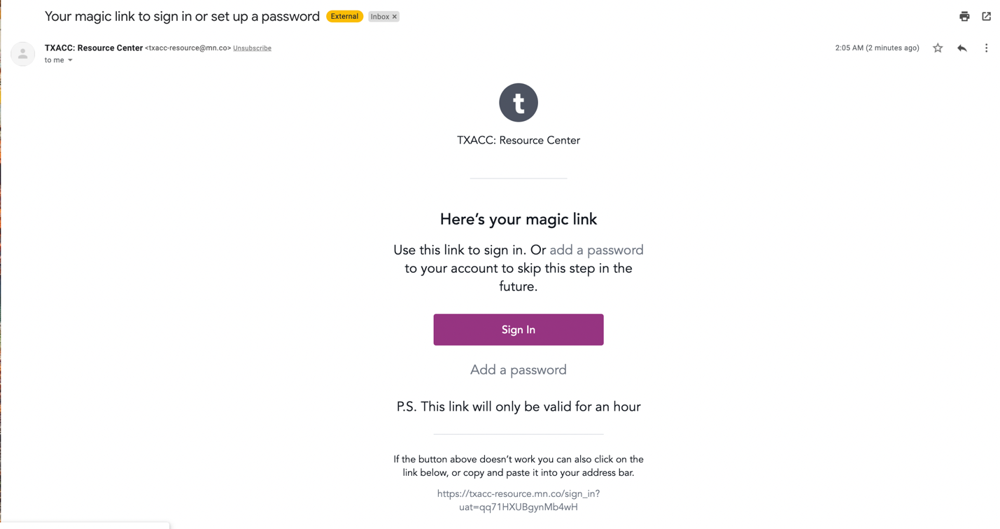 Your magic link to sign in or set up a password External Inbox ×
TXACC: Resource Center <txacc-resource@mn.co> Unsubscribe 2:05 AM (2 minutes ago)
to me
t
TXACC: Resource Center
Here's your magic link
Use this link to sign in. Or add a password
to your account to skip this step in the
future.
Sign In
Add a password
P.S. This link will only be valid for an hour
If the button above doesn't work you can also click on the
link below, or copy and paste it into your address bar.
https://txacc-resource.mn.co/sign_in?
uat=qq71HXUBgynMb4wH